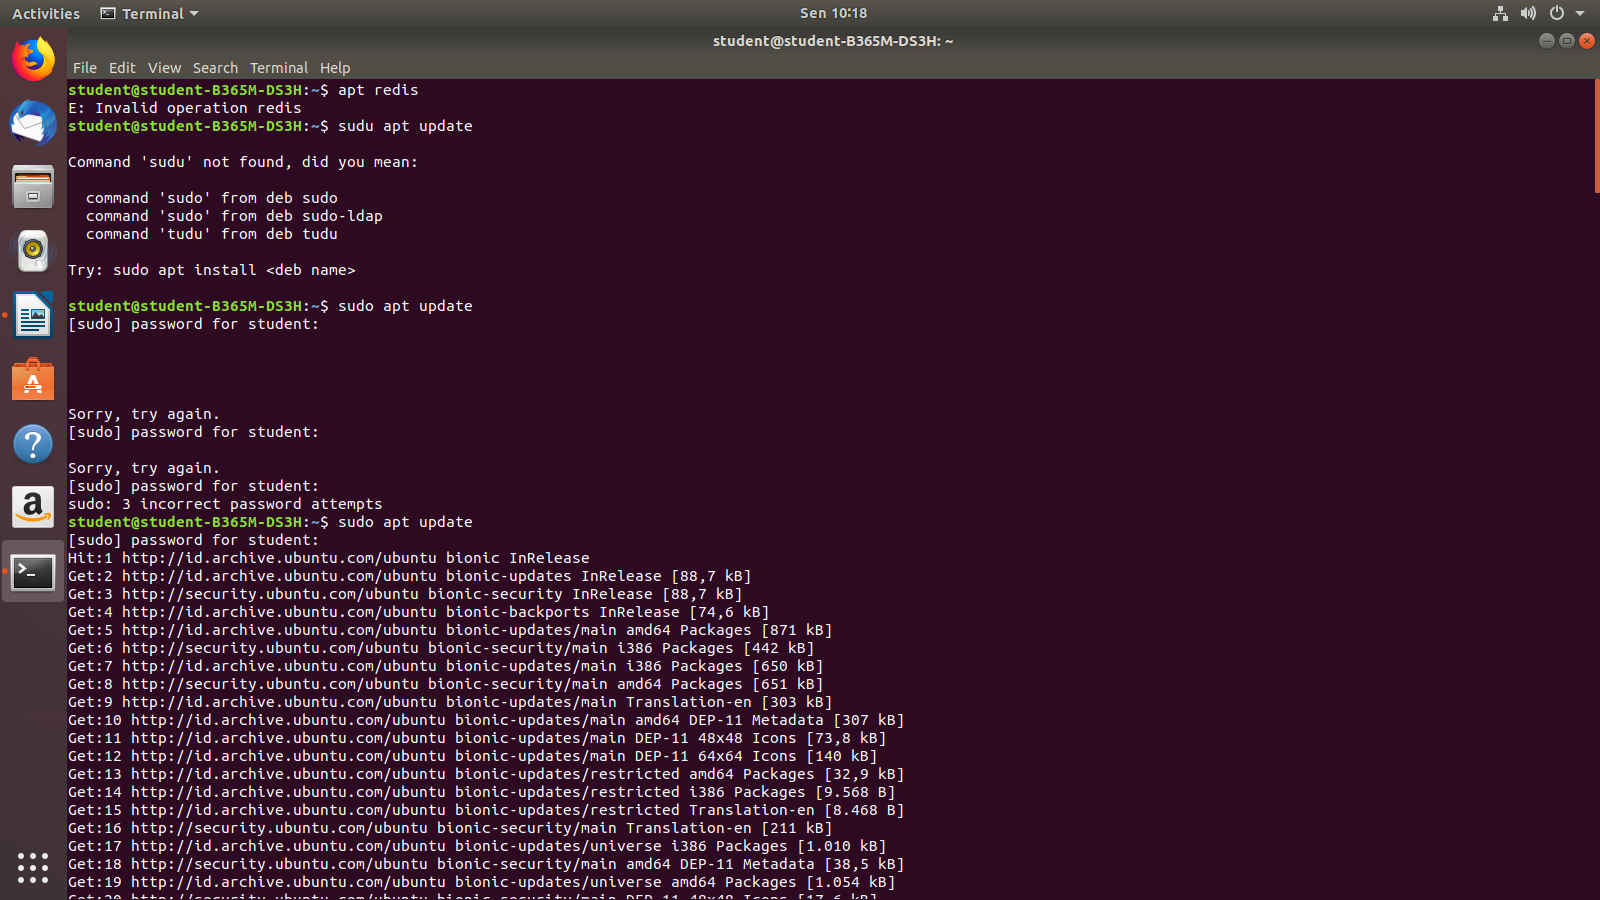 Activities
Terminal
Sen 10:18
student@student-B365M-DS3H: ~
File Edit View Search Terminal Help
student@student-B365M-DS3H:~$ apt redis
E: Invalid operation redis
student@student-B365M-DS3H:~$ sudu apt update
Command 'sudu' not found, did you mean:
command 'sudo' from deb sudo
command 'sudo' from deb sudo-ldap
command 'tudu' from deb tudu
Try: sudo apt install <deb name>
student@student-B365M-DS3H:~$ sudo apt update
[sudo] password for student:
Sorry, try again.
[sudo] password for student:
Sorry, try again.
[sudo] password for student:
sudo: 3 incorrect password attempts
student@student-B365M-DS3H:~$ sudo apt update
[sudo] password for student:
Hit:1 http://id.archive.ubuntu.com/ubuntu bionic InRelease
Get:2 http://id.archive.ubuntu.com/ubuntu bionic-updates InRelease [88,7 kB]
Get:3 http://security.ubuntu.com/ubuntu bionic-security InRelease [88,7 kB]
Get:4 http://id.archive.ubuntu.com/ubuntu bionic-backports InRelease [74,6 kB]
Get:5 http://id.archive.ubuntu.com/ubuntu bionic-updates/main amd64 Packages [871 kB]
Get:6 http://security.ubuntu.com/ubuntu bionic-security/main i386 Packages [442 kB]
Get:7 http://id.archive.ubuntu.com/ubuntu bionic-updates/main i386 Packages [650 kB]
Get:8 http://security.ubuntu.com/ubuntu bionic-security/main amd64 Packages [651 kB]
Get:9 http://id.archive.ubuntu.com/ubuntu bionic-updates/main Translation-en [303 kB]
Get:10 http://id.archive.ubuntu.com/ubuntu bionic-updates/main amd64 DEP-11 Metadata [307 kB]
Get:11 http://id.archive.ubuntu.com/ubuntu bionic-updates/main DEP-11 48x48 Icons [73,8 kB]
Get:12 http://id.archive.ubuntu.com/ubuntu bionic-updates/main DEP-11 64x64 Icons [140 kB]
Get:13 http://id.archive.ubuntu.com/ubuntu bionic-updates/restricted amd64 Packages [32,9 kB]
Get:14 http://id.archive.ubuntu.com/ubuntu bionic-updates/restricted i386 Packages [9.568 B]
Get:15 http://id.archive.ubuntu.com/ubuntu bionic-updates/restricted Translation-en [8.468 B]
Get:16 http://security.ubuntu.com/ubuntu bionic-security/main Translation-en [211 kB]
Get:17 http://id.archive.ubuntu.com/ubuntu bionic-updates/universe i386 Packages [1.010 kB]
Get:18 http://security.ubuntu.com/ubuntu bionic-security/main amd64 DEP-11 Metadata [38,5 kB]
Get:19 http://id.archive.ubuntu.com/ubuntu bionic-updates/universe amd64 Packages [1.054 kB]
Get:20 http://security.ubuntu.com/ubuntu bionic-security/main DEP-11 48x48 Icons [17,6 kB]